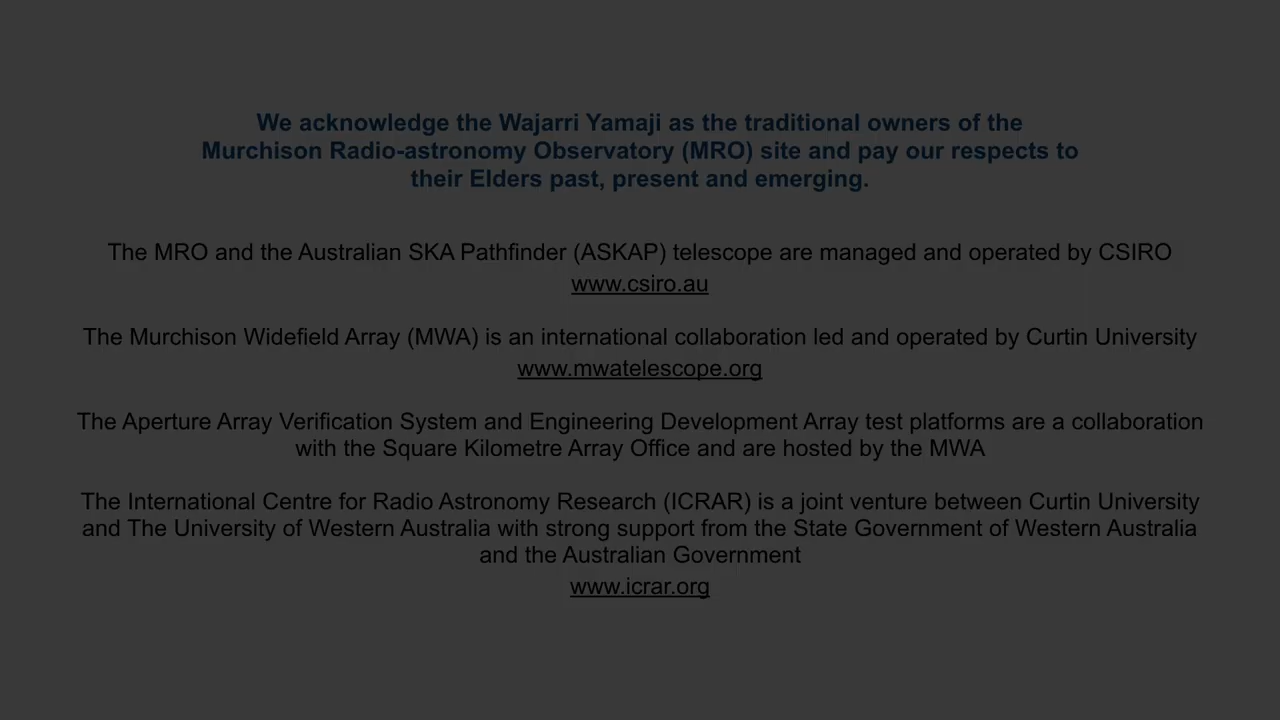 We acknowledge the Wajarri Yamaji as the traditional owners of the
Murchison Radio-astronomy Observatory (MRO) site and pay our respects to
their Elders past, present and emerging.
The MRO and the Australian SKA Pathfinder (ASKAP) telescope are managed and operated by CSIRO
www.csiro.au
The Murchison Widefield Array (MWA) is an international collaboration led and operated by Curtin University
www.mwatelescope.org
The Aperture Array Verification System and Engineering Development Array test platforms are a collaboration
with the Square Kilometre Array Office and are hosted by the MWA
The International Centre for Radio Astronomy Research (ICRAR) is a joint venture between Curtin University
and The University of Western Australia with strong support from the State Government of Western Australia
and the Australian Government
www.icrar.org